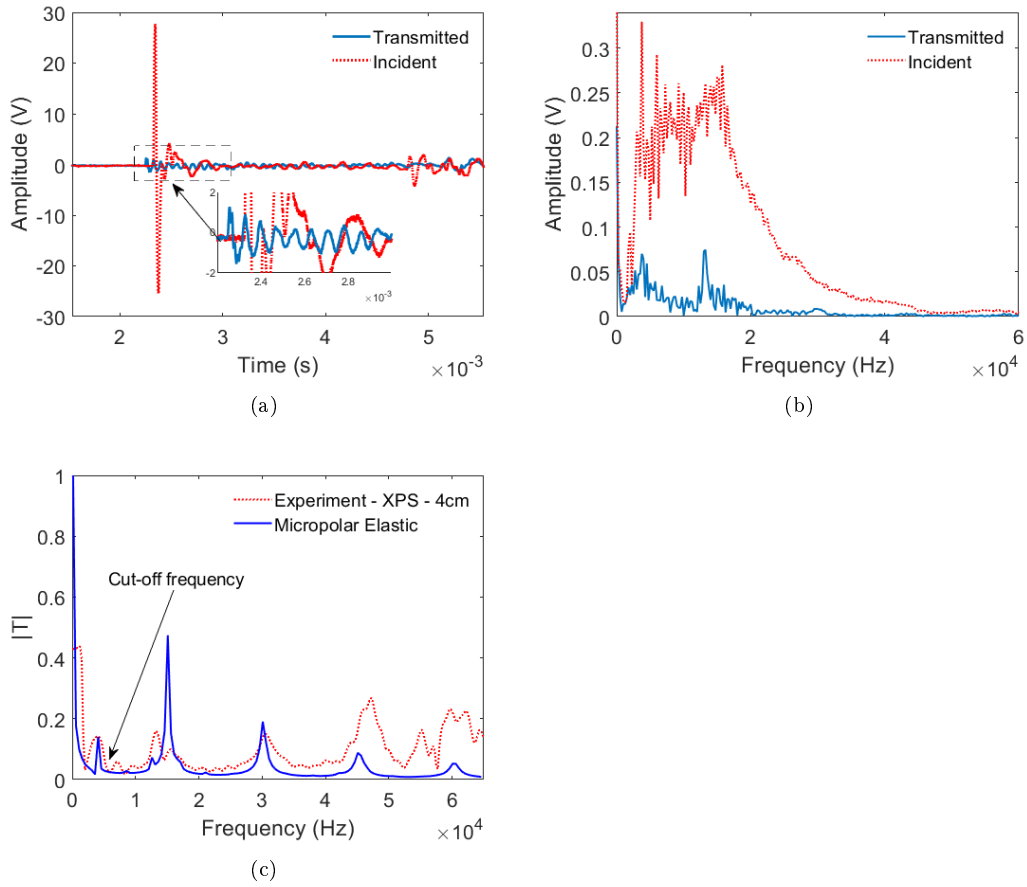 30
20
10
0
-10
-20
-30
Amplitude (V)
Transmitted
Incident
2
0
-2
2.4 2.6 2.8
×10⁻³
2 3 4 5
Time (s)
×10⁻³
(a)
0.3
0.25
0.2
0.15
0.1
0.05
0
Amplitude (V)
Transmitted
Incident
0 2 4 6
Frequency (Hz)
×10⁴
(b)
1
0.8
0.6
0.4
0.2
0
|T|
Experiment - XPS - 4cm
Micropolar Elastic
Cut-off frequency
0 1 2 3 4 5 6
Frequency (Hz)
×10⁴
(c)